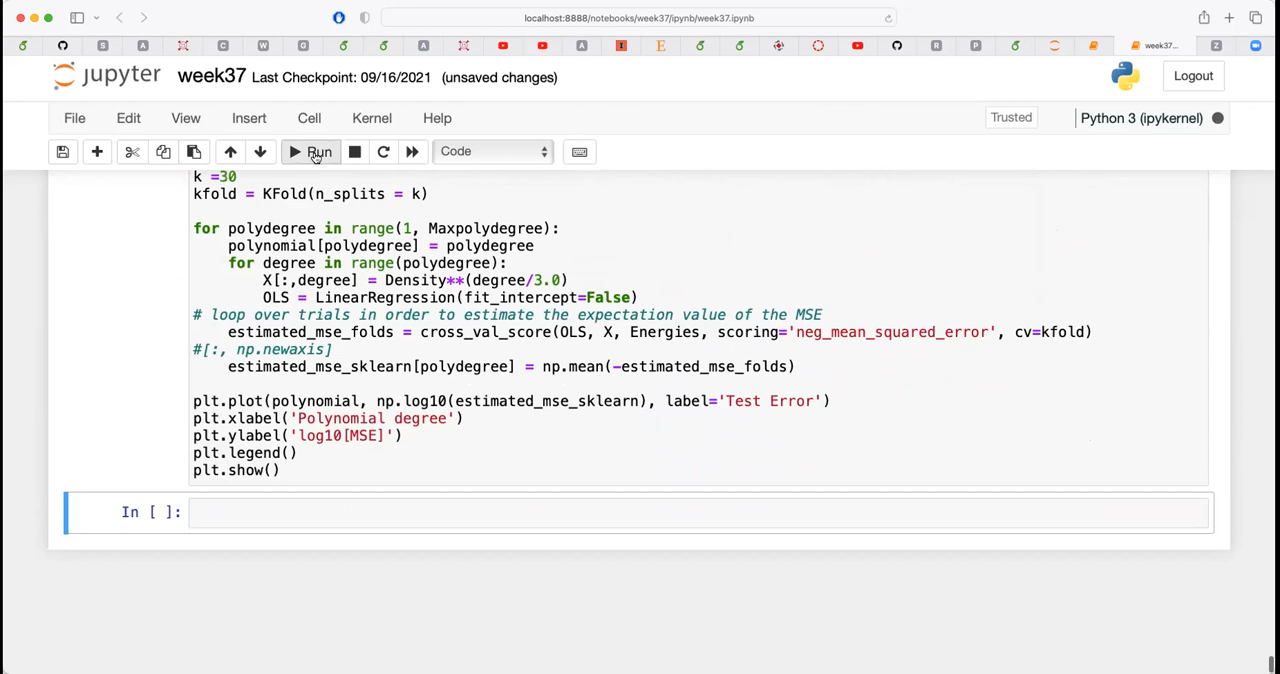 localhost:8888/notebooks/week37/ipynb/week37.ipynb
S A C W G A A I E R P week37... Z
jupyter week37 Last Checkpoint: 09/16/2021 (unsaved changes) Logout
File Edit View Insert Cell Kernel Help Trusted Python 3 (ipykernel)
Run Code
k =30
kfold = KFold(n_splits = k)
for polydegree in range(1, Maxpolydegree):
polynomial[polydegree] = polydegree
for degree in range(polydegree):
X[:,degree] = Density**(degree/3.0)
OLS = LinearRegression(fit_intercept=False)
# loop over trials in order to estimate the expectation value of the MSE
estimated_mse_folds = cross_val_score(OLS, X, Energies, scoring='neg_mean_squared_error', cv=kfold)
#[:, np.newaxis]
estimated_mse_sklearn[polydegree] = np.mean(-estimated_mse_folds)
plt.plot(polynomial, np.log10(estimated_mse_sklearn), label='Test Error')
plt.xlabel('Polynomial degree')
plt.ylabel('log10[MSE]')
plt.legend()
plt.show()
In [ ]: